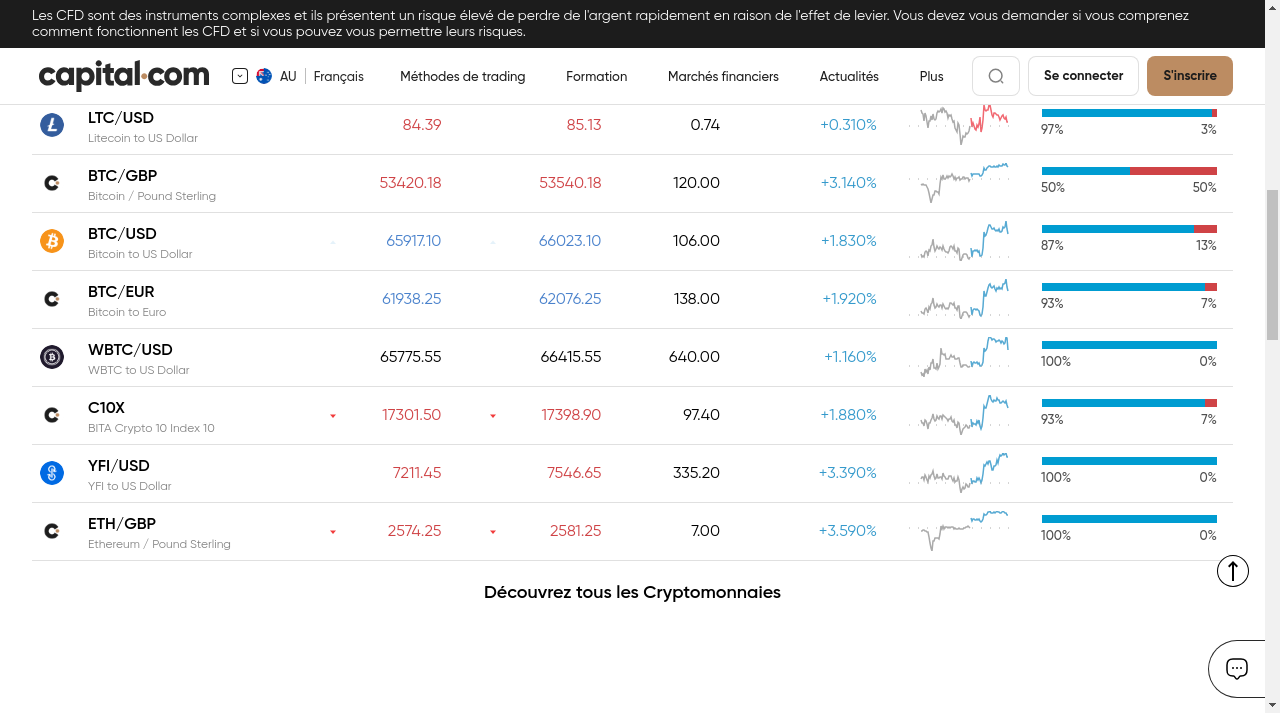 Les CFD sont des instruments complexes et ils présentent un risque élevé de perdre de l'argent rapidement en raison de l'effet de levier. Vous devez vous demander si vous comprenez
comment fonctionnent les CFD et si vous pouvez vous permettre leurs risques.
capital.com AU Français Méthodes de trading Formation Marchés financiers Actualités Plus Se connecter S'inscrire
LTC/USD 84.39 85.13 0.74 +0.310%
Litecoin to US Dollar 97% 3%
BTC/GBP 53420.18 53540.18 120.00 +3.140%
Bitcoin / Pound Sterling 50% 50%
BTC/USD 65917.10 66023.10 106.00 +1.830%
Bitcoin to US Dollar 87% 13%
BTC/EUR 61938.25 62076.25 138.00 +1.920%
Bitcoin to Euro 93% 7%
WBTC/USD 65775.55 66415.55 640.00 +1.160%
WBTC to US Dollar 100% 0%
C10X 17301.50 17398.90 97.40 +1.880%
BITA Crypto 10 Index 10 93% 7%
YFI/USD 7211.45 7546.65 335.20 +3.390%
YFI to US Dollar 100% 0%
ETH/GBP 2574.25 2581.25 7.00 +3.590%
Ethereum / Pound Sterling 100% 0%
Découvrez tous les Cryptomonnaies